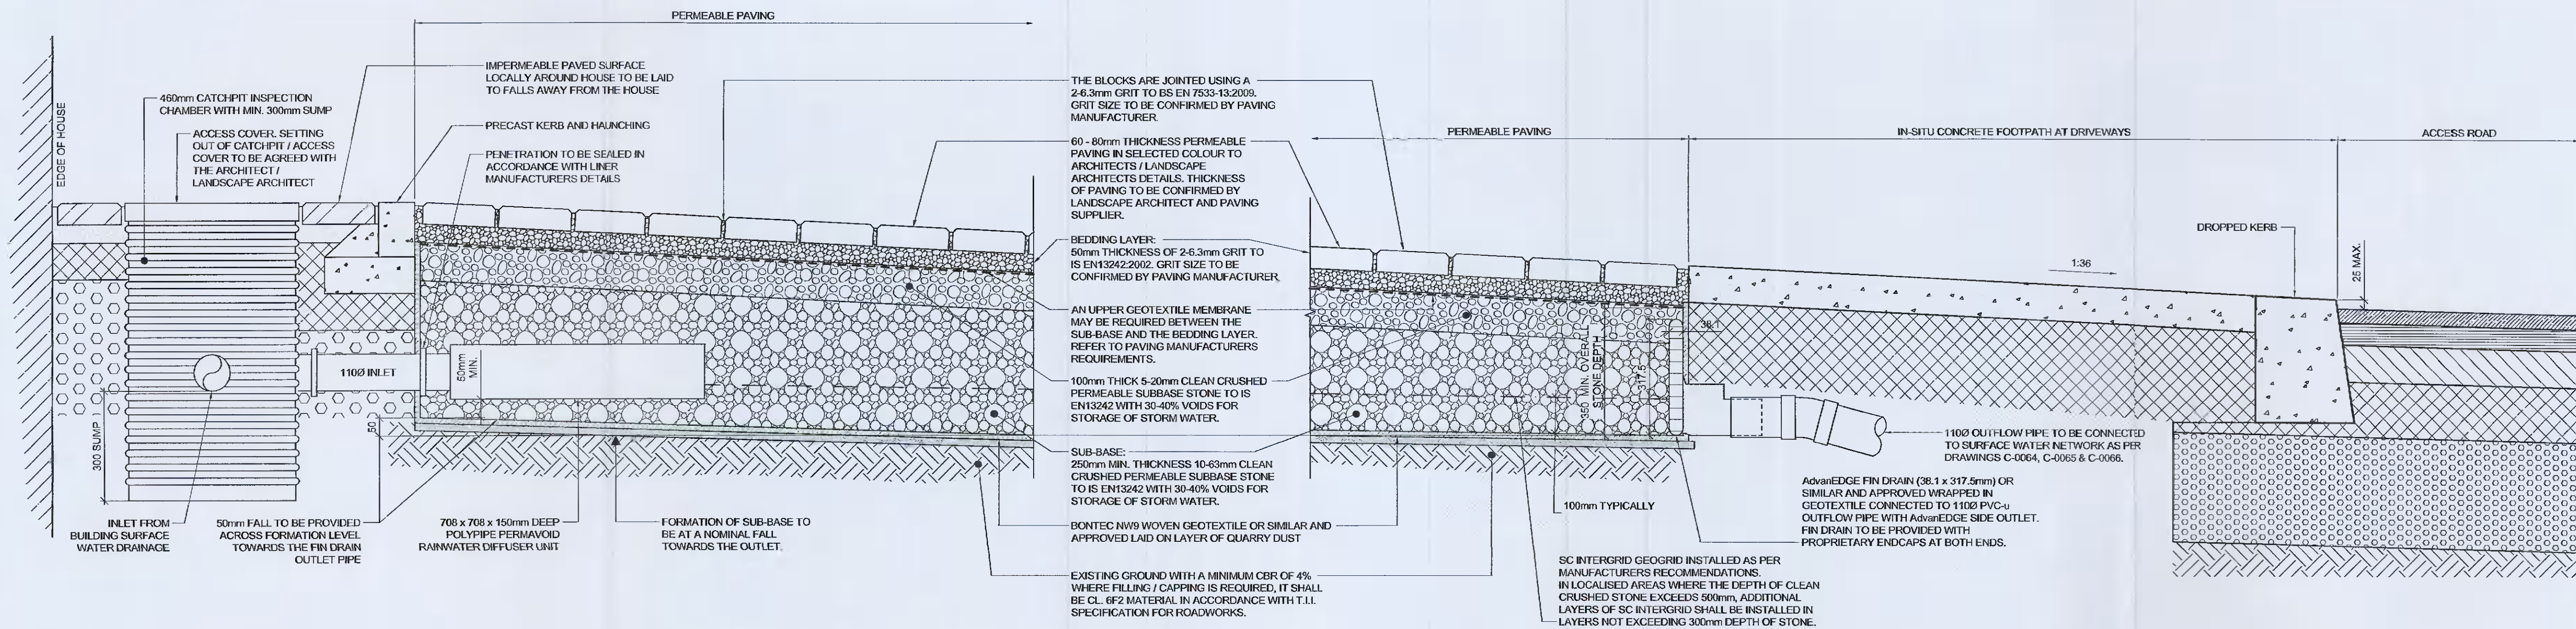 PERMEABLE PAVING
IMPERMEABLE PAVED SURFACE
LOCALLY AROUND HOUSE TO BE LAID
TO FALLS AWAY FROM THE HOUSE
460mm CATCHPIT INSPECTION
CHAMBER WITH MIN. 300mm SUMP
EDGE OF HOUSE
ACCESS COVER. SETTING
OUT OF CATCHPIT / ACCESS
COVER TO BE AGREED WITH
THE ARCHITECT /
LANDSCAPE ARCHITECT
PRECAST KERB AND HAUNCHING
PENETRATION TO BE SEALED IN
ACCORDANCE WITH LINER
MANUFACTURERS DETAILS
110Ø INLET
50mm
MIN.
300 SUMP
50
INLET FROM
BUILDING SURFACE
WATER DRAINAGE
50mm FALL TO BE PROVIDED
ACROSS FORMATION LEVEL
TOWARDS THE FIN DRAIN
OUTLET PIPE
708 x 708 x 150mm DEEP
POLYPIPE PERMAVOID
RAINWATER DIFFUSER UNIT
FORMATION OF SUB-BASE TO
BE AT A NOMINAL FALL
TOWARDS THE OUTLET.
THE BLOCKS ARE JOINTED USING A
2-6.3mm GRIT TO BS EN 7533-13:2009.
GRIT SIZE TO BE CONFIRMED BY PAVING
MANUFACTURER.
60 - 80mm THICKNESS PERMEABLE
PAVING IN SELECTED COLOUR TO
ARCHITECTS / LANDSCAPE
ARCHITECTS DETAILS. THICKNESS
OF PAVING TO BE CONFIRMED BY
LANDSCAPE ARCHITECT AND PAVING
SUPPLIER.
BEDDING LAYER:
50mm THICKNESS OF 2-6.3mm GRIT TO
IS EN13242:2002. GRIT SIZE TO BE
CONFIRMED BY PAVING MANUFACTURER
AN UPPER GEOTEXTILE MEMBRANE
MAY BE REQUIRED BETWEEN THE
SUB-BASE AND THE BEDDING LAYER.
REFER TO PAVING MANUFACTURERS
REQUIREMENTS.
100mm THICK 5-20mm CLEAN CRUSHED
PERMEABLE SUBBASE STONE TO IS
EN13242 WITH 30-40% VOIDS FOR
STORAGE OF STORM WATER.
SUB-BASE:
250mm MIN. THICKNESS 10-63mm CLEAN
CRUSHED PERMEABLE SUBBASE STONE
TO IS EN13242 WITH 30-40% VOIDS FOR
STORAGE OF STORM WATER.
BONTEC NW9 WOVEN GEOTEXTILE OR SIMILAR AND
APPROVED LAID ON LAYER OF QUARRY DUST
EXISTING GROUND WITH A MINIMUM CBR OF 4%
WHERE FILLING / CAPPING IS REQUIRED, IT SHALL
BE CL. 6F2 MATERIAL IN ACCORDANCE WITH T.I.I.
SPECIFICATION FOR ROADWORKS.
PERMEABLE PAVING
IN-SITU CONCRETE FOOTPATH AT DRIVEWAYS
ACCESS ROAD
DROPPED KERB
1:36
25 MAX.
38.1
350 MIN. OVERALL
STONE DEPTH
317.5
100mm TYPICALLY
110Ø OUTFLOW PIPE TO BE CONNECTED
TO SURFACE WATER NETWORK AS PER
DRAWINGS C-0064, C-0065 & C-0066.
AdvanEDGE FIN DRAIN (38.1 x 317.5mm) OR
SIMILAR AND APPROVED WRAPPED IN
GEOTEXTILE CONNECTED TO 110Ø PVC-u
OUTFLOW PIPE WITH AdvanEDGE SIDE OUTLET.
FIN DRAIN TO BE PROVIDED WITH
PROPRIETARY ENDCAPS AT BOTH ENDS.
SC INTERGRID GEOGRID INSTALLED AS PER
MANUFACTURERS RECOMMENDATIONS.
IN LOCALISED AREAS WHERE THE DEPTH OF CLEAN
CRUSHED STONE EXCEEDS 500mm, ADDITIONAL
LAYERS OF SC INTERGRID SHALL BE INSTALLED IN
LAYERS NOT EXCEEDING 300mm DEPTH OF STONE.